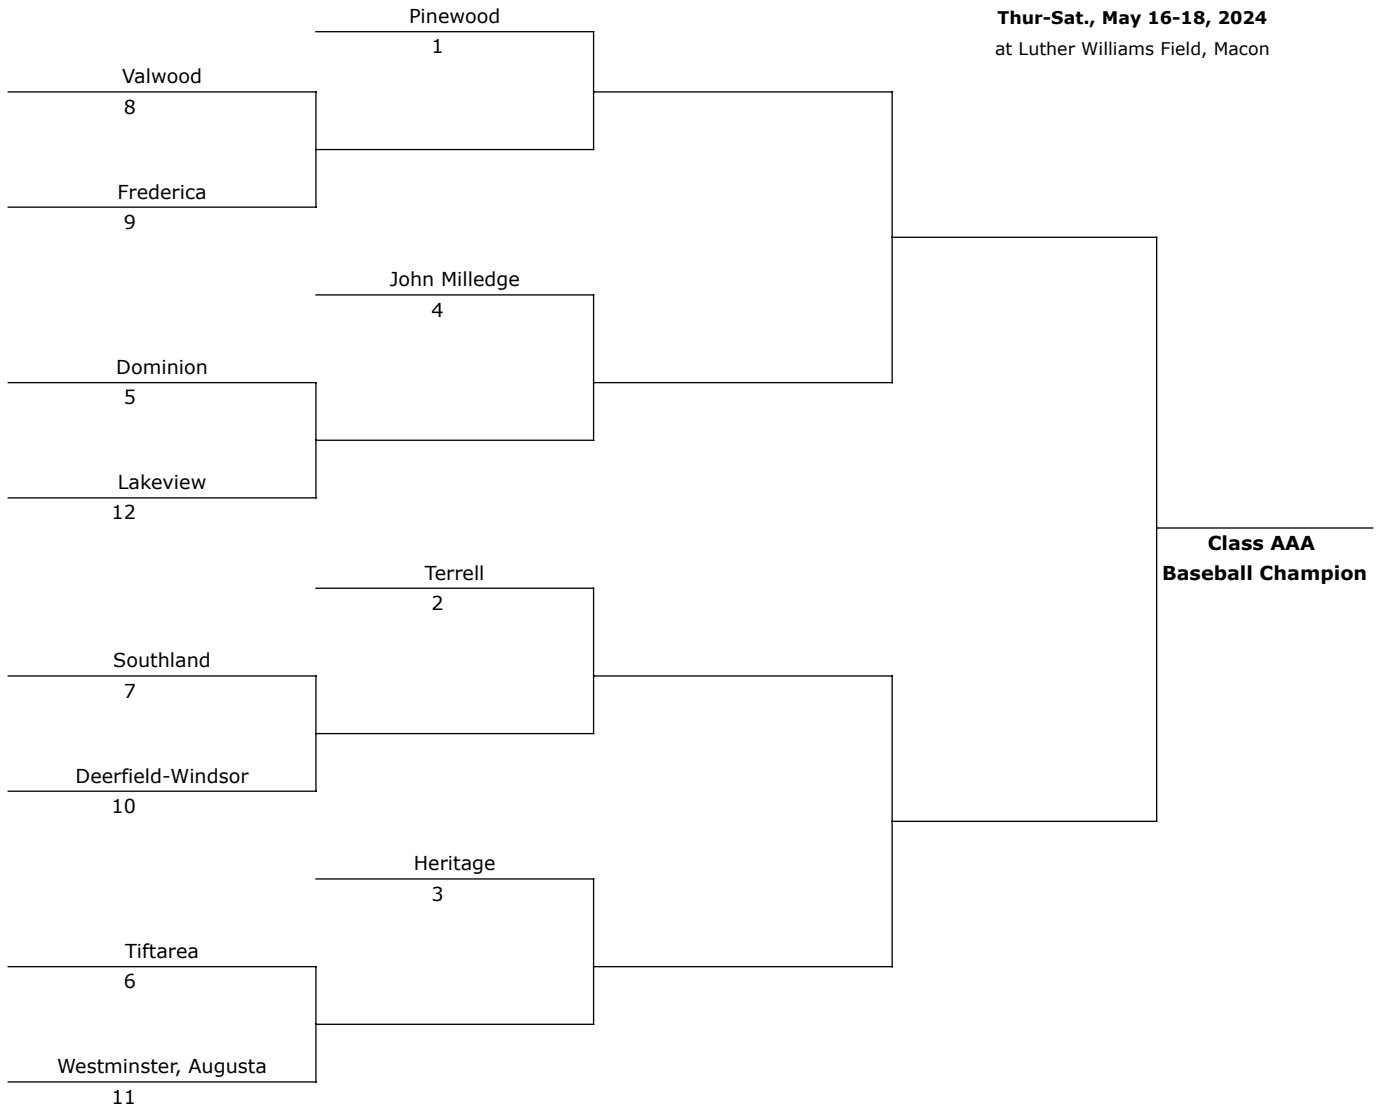 Pinewood
1
Thur-Sat., May 16-18, 2024
at Luther Williams Field, Macon
Valwood
8
Frederica
9
John Milledge
4
Dominion
5
Lakeview
12
Class AAA
Baseball Champion
Terrell
2
Southland
7
Deerfield-Windsor
10
Heritage
3
Tiftarea
6
Westminster, Augusta
11